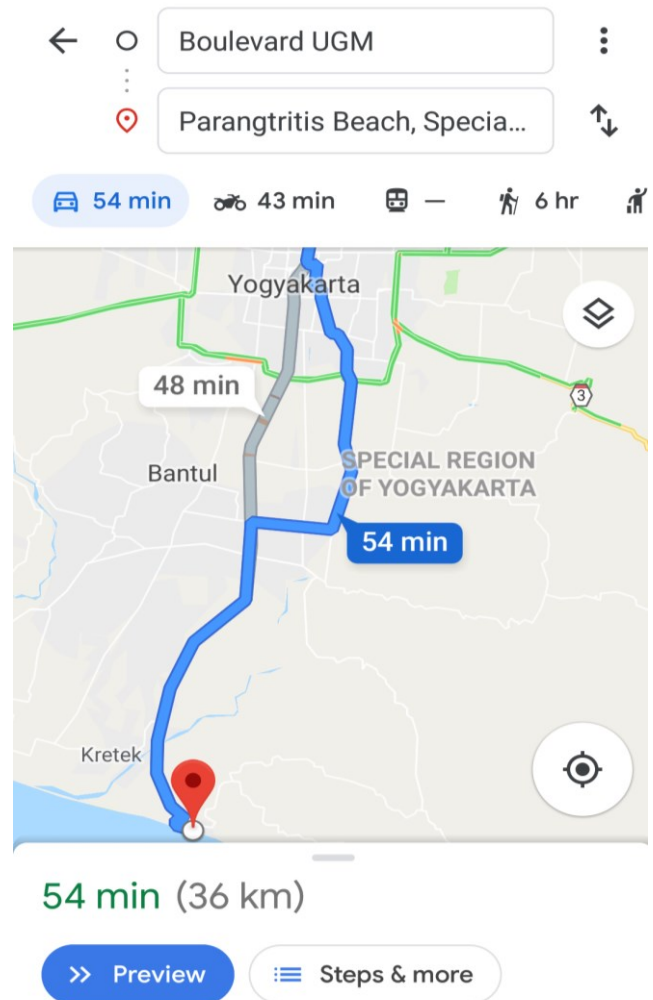 Boulevard UGM
Parangtritis Beach, Specia...
54 min
43 min
—
6 hr
Yogyakarta
48 min
3
Bantul
SPECIAL REGION
OF YOGYAKARTA
54 min
Kretek
54 min (36 km)
Preview
Steps & more